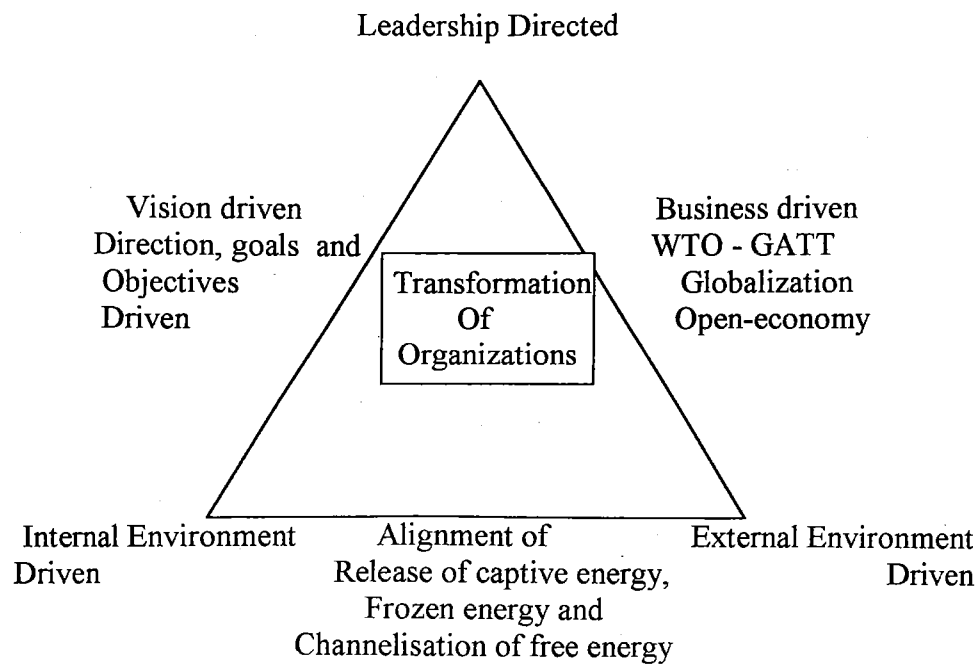 Leadership Directed
Vision driven
Direction, goals and
Objectives
Driven
Business driven
WTO - GATT
Globalization
Open-economy
Transformation
Of
Organizations
Internal Environment
Driven
Alignment of
Release of captive energy,
Frozen energy and
Channelisation of free energy
External Environment
Driven